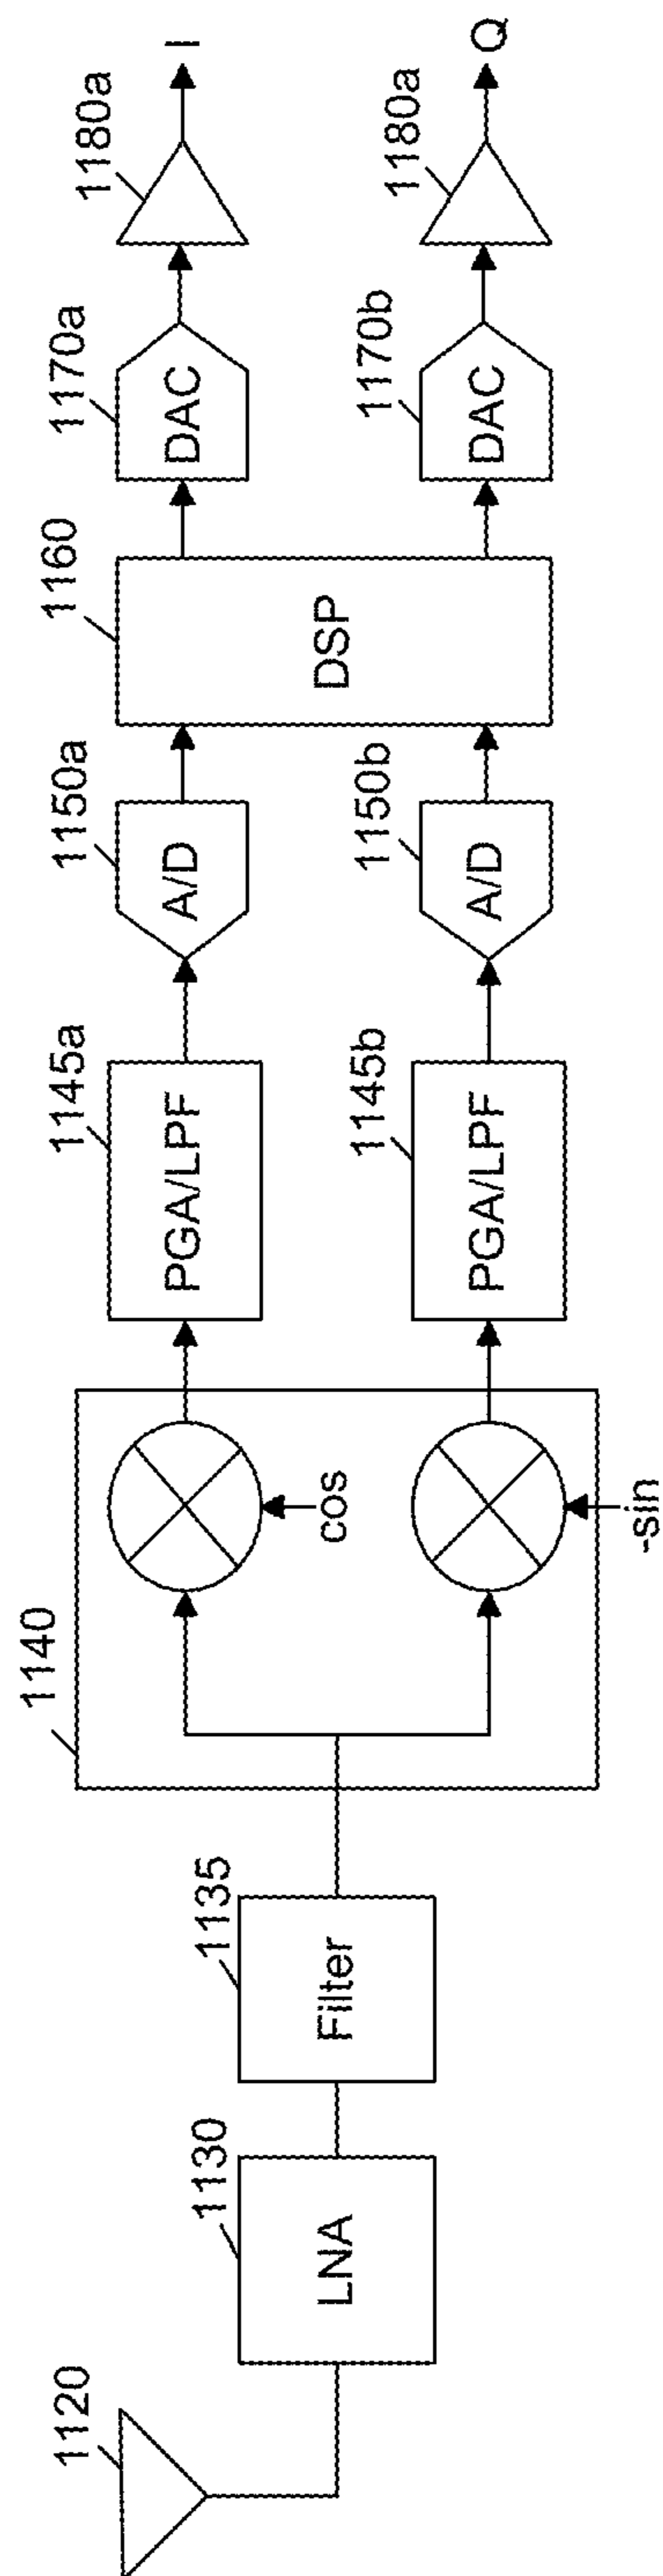 1120
1130
LNA
1135
Filter
1140
cos
-sin
1145a
PGA/LPF
1145b
PGA/LPF
1150a
A/D
1150b
A/D
1160
DSP
1170a
DAC
1170b
DAC
1180a
I
1180a
Q